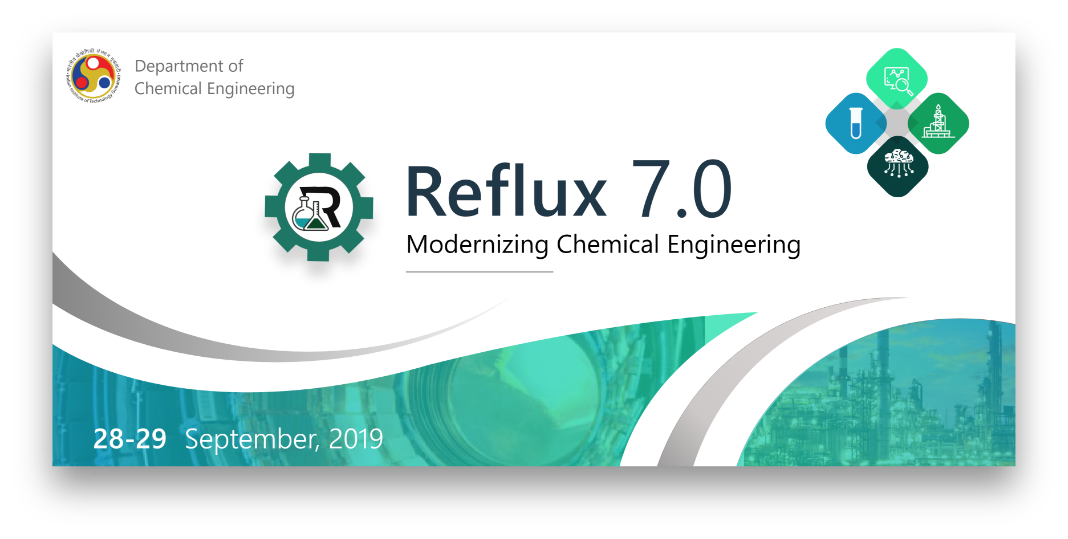 Department of
Chemical Engineering
R
Reflux 7.0
Modernizing Chemical Engineering
28-29 September, 2019